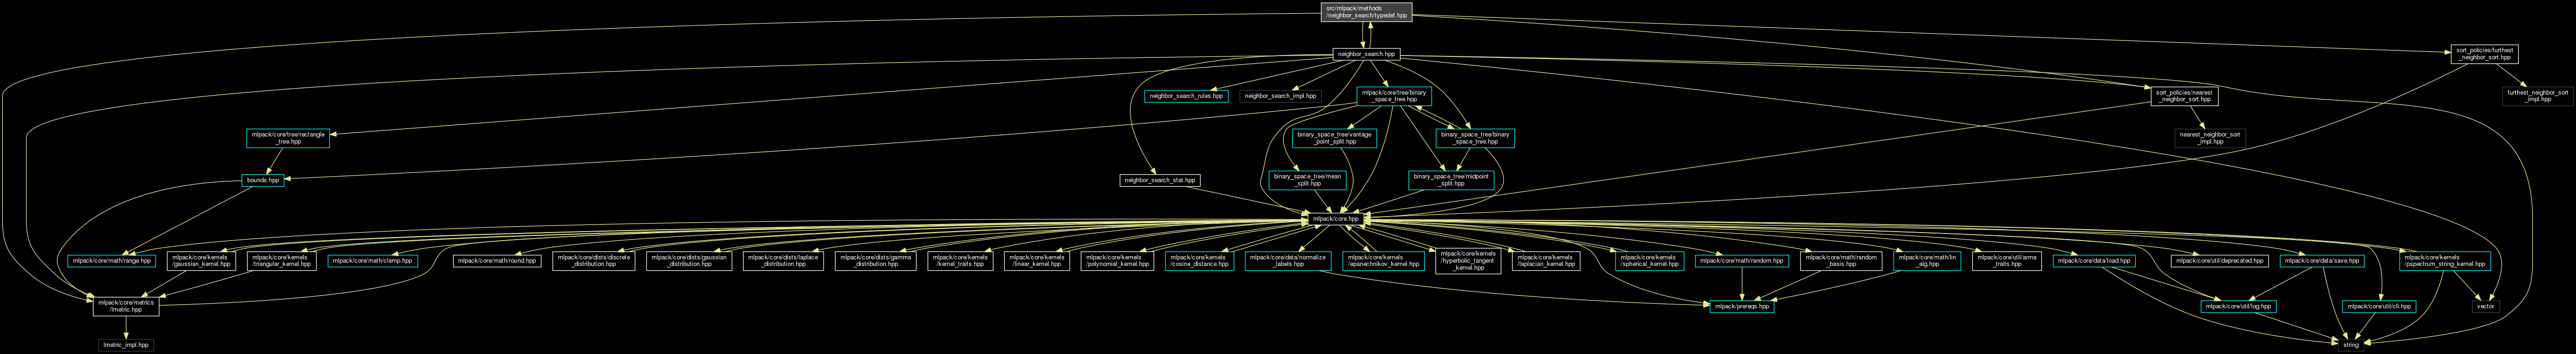 src/mlpack/methods
/neighbor_search/typedef.hpp
neighbor_search.hpp
sort_policies/furthest
_neighbor_sort.hpp
neighbor_search_rules.hpp
neighbor_search_impl.hpp
mlpack/core/tree/binary
_space_tree.hpp
sort_policies/nearest
_neighbor_sort.hpp
furthest_neighbor_sort
_impl.hpp
mlpack/core/tree/rectangle
_tree.hpp
binary_space_tree/vantage
_point_split.hpp
binary_space_tree/binary
_space_tree.hpp
nearest_neighbor_sort
_impl.hpp
bounds.hpp
neighbor_search_stat.hpp
binary_space_tree/mean
_split.hpp
binary_space_tree/midpoint
_split.hpp
mlpack/core.hpp
mlpack/core/math/range.hpp
mlpack/core/kernels
/gaussian_kernel.hpp
mlpack/core/kernels
/triangular_kernel.hpp
mlpack/core/math/clamp.hpp
mlpack/core/math/round.hpp
mlpack/core/dists/discrete
_distribution.hpp
mlpack/core/dists/gaussian
_distribution.hpp
mlpack/core/dists/laplace
_distribution.hpp
mlpack/core/dists/gamma
_distribution.hpp
mlpack/core/kernels
/kernel_traits.hpp
mlpack/core/kernels
/linear_kernel.hpp
mlpack/core/kernels
/polynomial_kernel.hpp
mlpack/core/kernels
/cosine_distance.hpp
mlpack/core/data/normalize
_labels.hpp
mlpack/core/kernels
/epanechnikov_kernel.hpp
mlpack/core/kernels
/hyperbolic_tangent
_kernel.hpp
mlpack/core/kernels
/laplacian_kernel.hpp
mlpack/core/kernels
/spherical_kernel.hpp
mlpack/core/math/random.hpp
mlpack/core/math/random
_basis.hpp
mlpack/core/math/lin
_alg.hpp
mlpack/core/util/arma
_traits.hpp
mlpack/core/data/load.hpp
mlpack/core/util/deprecated.hpp
mlpack/core/data/save.hpp
mlpack/core/kernels
/pspectrum_string_kernel.hpp
mlpack/core/metrics
/lmetric.hpp
mlpack/prereqs.hpp
mlpack/core/util/log.hpp
mlpack/core/util/cli.hpp
vector
lmetric_impl.hpp
string